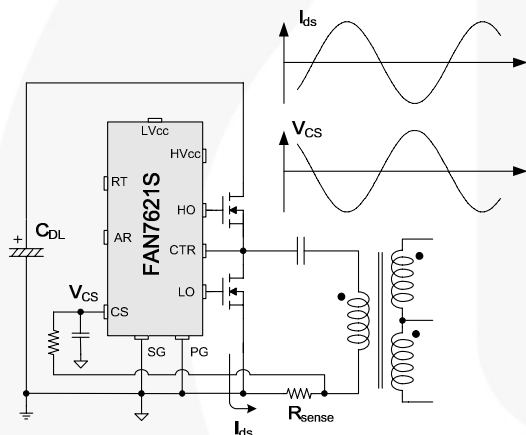 Ids
VCS
LVcc
HVcc
RT
HO
FAN7621S
CDL
+
AR
CTR
LO
VCS
CS
SG
PG
Rsense
Ids